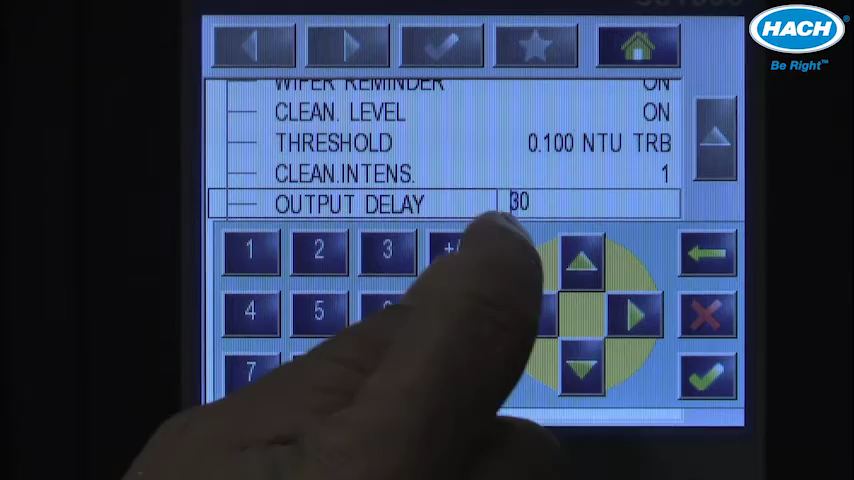 HACH
Be Right™
WIPER REMINDER ON
CLEAN. LEVEL ON
THRESHOLD 0.100 NTU TRB
CLEAN.INTENS. 1
OUTPUT DELAY 30
1 2 3 +/
4 5
7